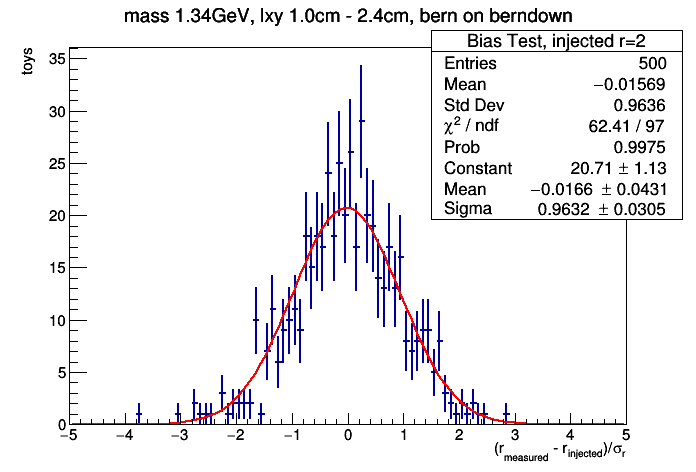 mass 1.34GeV, lxy 1.0cm - 2.4cm, bern on berndown
Bias Test, injected r=2
Entries 500
Mean −0.01569
Std Dev 0.9636
χ² / ndf 62.41 / 97
Prob 0.9975
Constant 20.71 ± 1.13
Mean −0.0166 ± 0.0431
Sigma 0.9632 ± 0.0305
toys
35
30
25
20
15
10
5
0
−5 −4 −3 −2 −1 0 1 2 3 4 5
(r_measured - r_injected)/σ_r